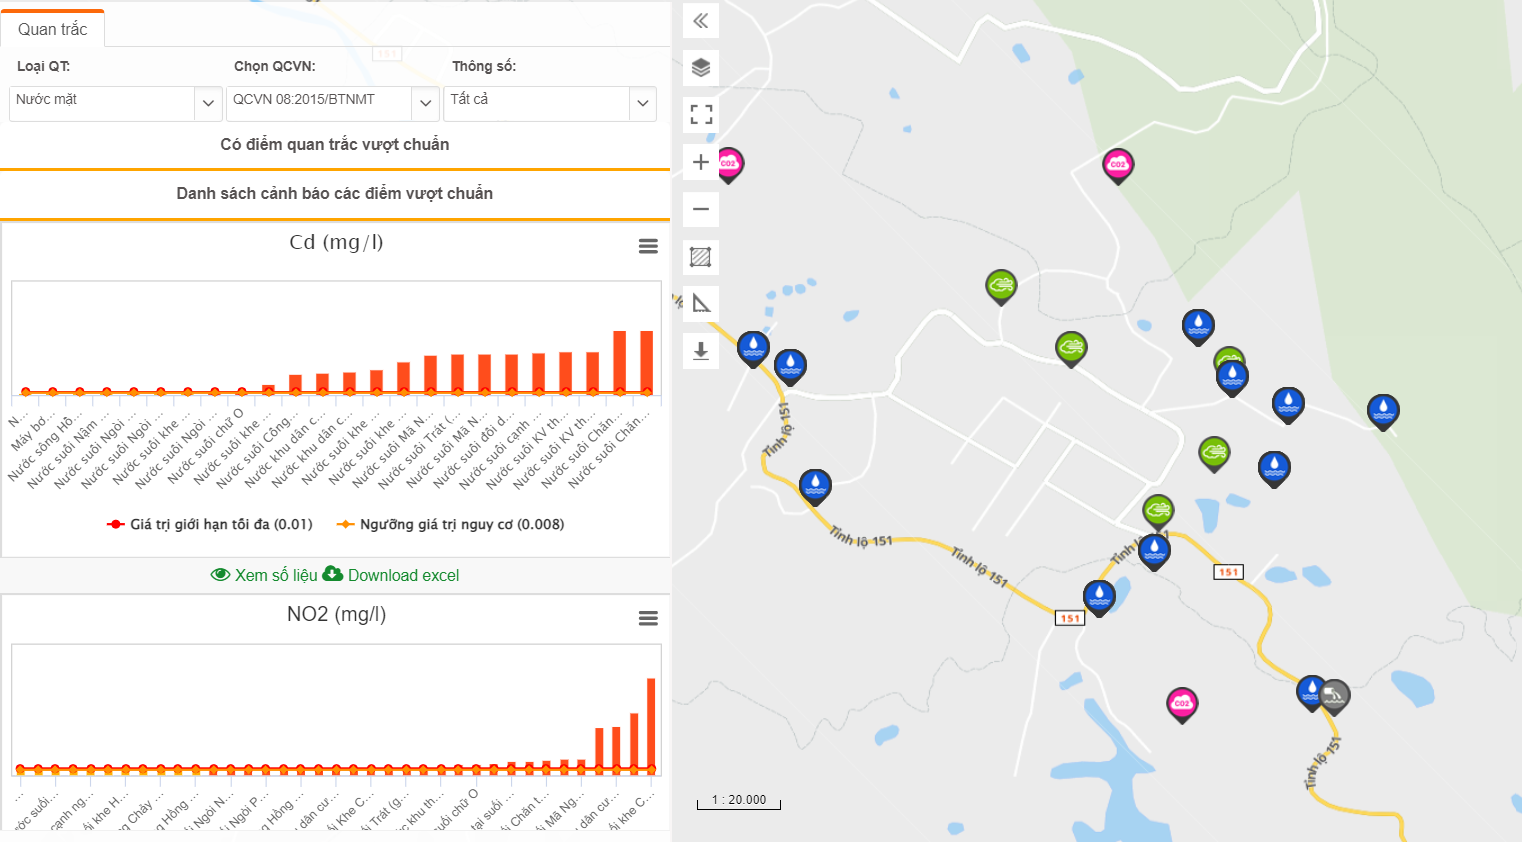 Quan trắc
Loại QT:
Chọn QCVN:
Thông số:
Nước mặt
QCVN 08:2015/BTNMT
Tất cả
Có điểm quan trắc vượt chuẩn
Danh sách cảnh báo các điểm vượt chuẩn
Cd (mg/l)
N...
Máy bơ...
Nước sông Hồ...
Nước suối Nậm ...
Nước suối Ngòi ...
Nước suối Ngòi ...
Nước suối khe ...
Nước suối Ngòi ...
Nước suối chữ O
Nước suối khe ...
Nước suối Công...
Nước khu dân c...
Nước khu dân c...
Nước suối khe ...
Nước suối khe ...
Nước suối Mã N...
Nước suối Trát (...
Nước suối Mã N...
Nước suối đôi d...
Nước suối cạnh ...
Nước suối KV th...
Nước suối KV th...
Nước suối Chăn...
Nước suối Chăn...
Giá trị giới hạn tối đa (0.01)
Ngưỡng giá trị nguy cơ (0.008)
Xem số liệu
Download excel
NO2 (mg/l)
...
ớc suối...
cạnh ng...
ối khe H...
ng Chảy ...
g Hồng ...
i Ngòi N...
i Ngòi P ...
g Hồng ...
dân cư...
i Khe C...
i Trát (g...
c khu th...
uối chữ O
tại suối ...
i Chăn t...
i Mã Ng...
dân cư...
i khe C...
151
CO2
CO2
Tỉnh lộ 151
Tỉnh lộ 151
Tỉnh lộ 151
151
151
CO2
Tỉnh lộ 151
1 : 20.000